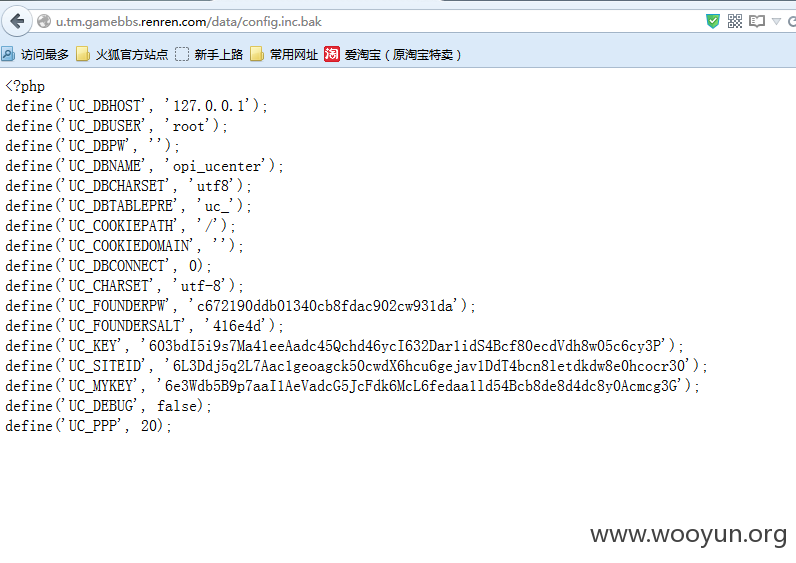 u.tm.gamebbs.renren.com/data/config.inc.bak
访问最多 火狐官方站点 新手上路 常用网址 淘 爱淘宝（原淘宝特卖）
<?php
define('UC_DBHOST', '127.0.0.1');
define('UC_DBUSER', 'root');
define('UC_DBPW', '');
define('UC_DBNAME', 'opi_ucenter');
define('UC_DBCHARSET', 'utf8');
define('UC_DBTABLEPRE', 'uc_');
define('UC_COOKIEPATH', '/');
define('UC_COOKIEDOMAIN', '');
define('UC_DBCONNECT', 0);
define('UC_CHARSET', 'utf-8');
define('UC_FOUNDERPW', 'c672190ddb01340cb8fdac902cw931da');
define('UC_FOUNDERSALT', '416e4d');
define('UC_KEY', '603bdI5i9s7Ma41eeAadc45Qchd46ycI632Dar1idS4Bcf80ecdVdh8w05c6cy3P');
define('UC_SITEID', '6L3Ddj5q2L7Aac1geoagck50cwdX6hcu6gejav1DdT4bcn8letdkdw8e0hcocr30');
define('UC_MYKEY', '6e3Wdb5B9p7aaI1AeVadcG5JcFdk6McL6fedaa1ld54Bcb8de8d4dc8y0Acmcg3G');
define('UC_DEBUG', false);
define('UC_PPP', 20);
www.wooyun.org